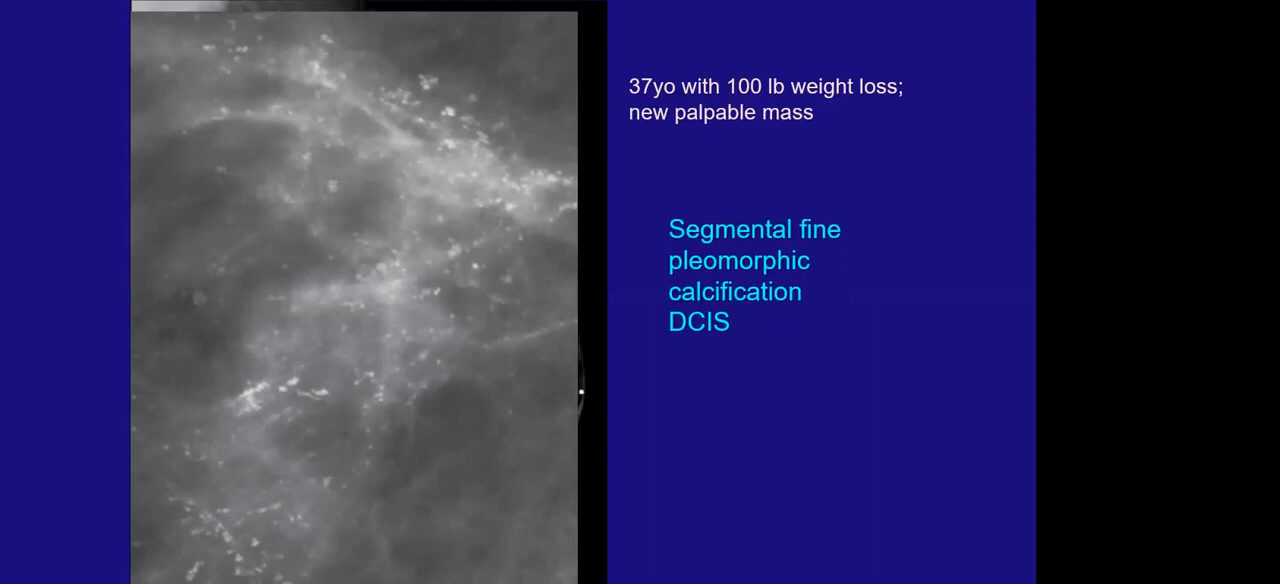 37yo with 100 lb weight loss;
new palpable mass
Segmental fine
pleomorphic
calcification
DCIS